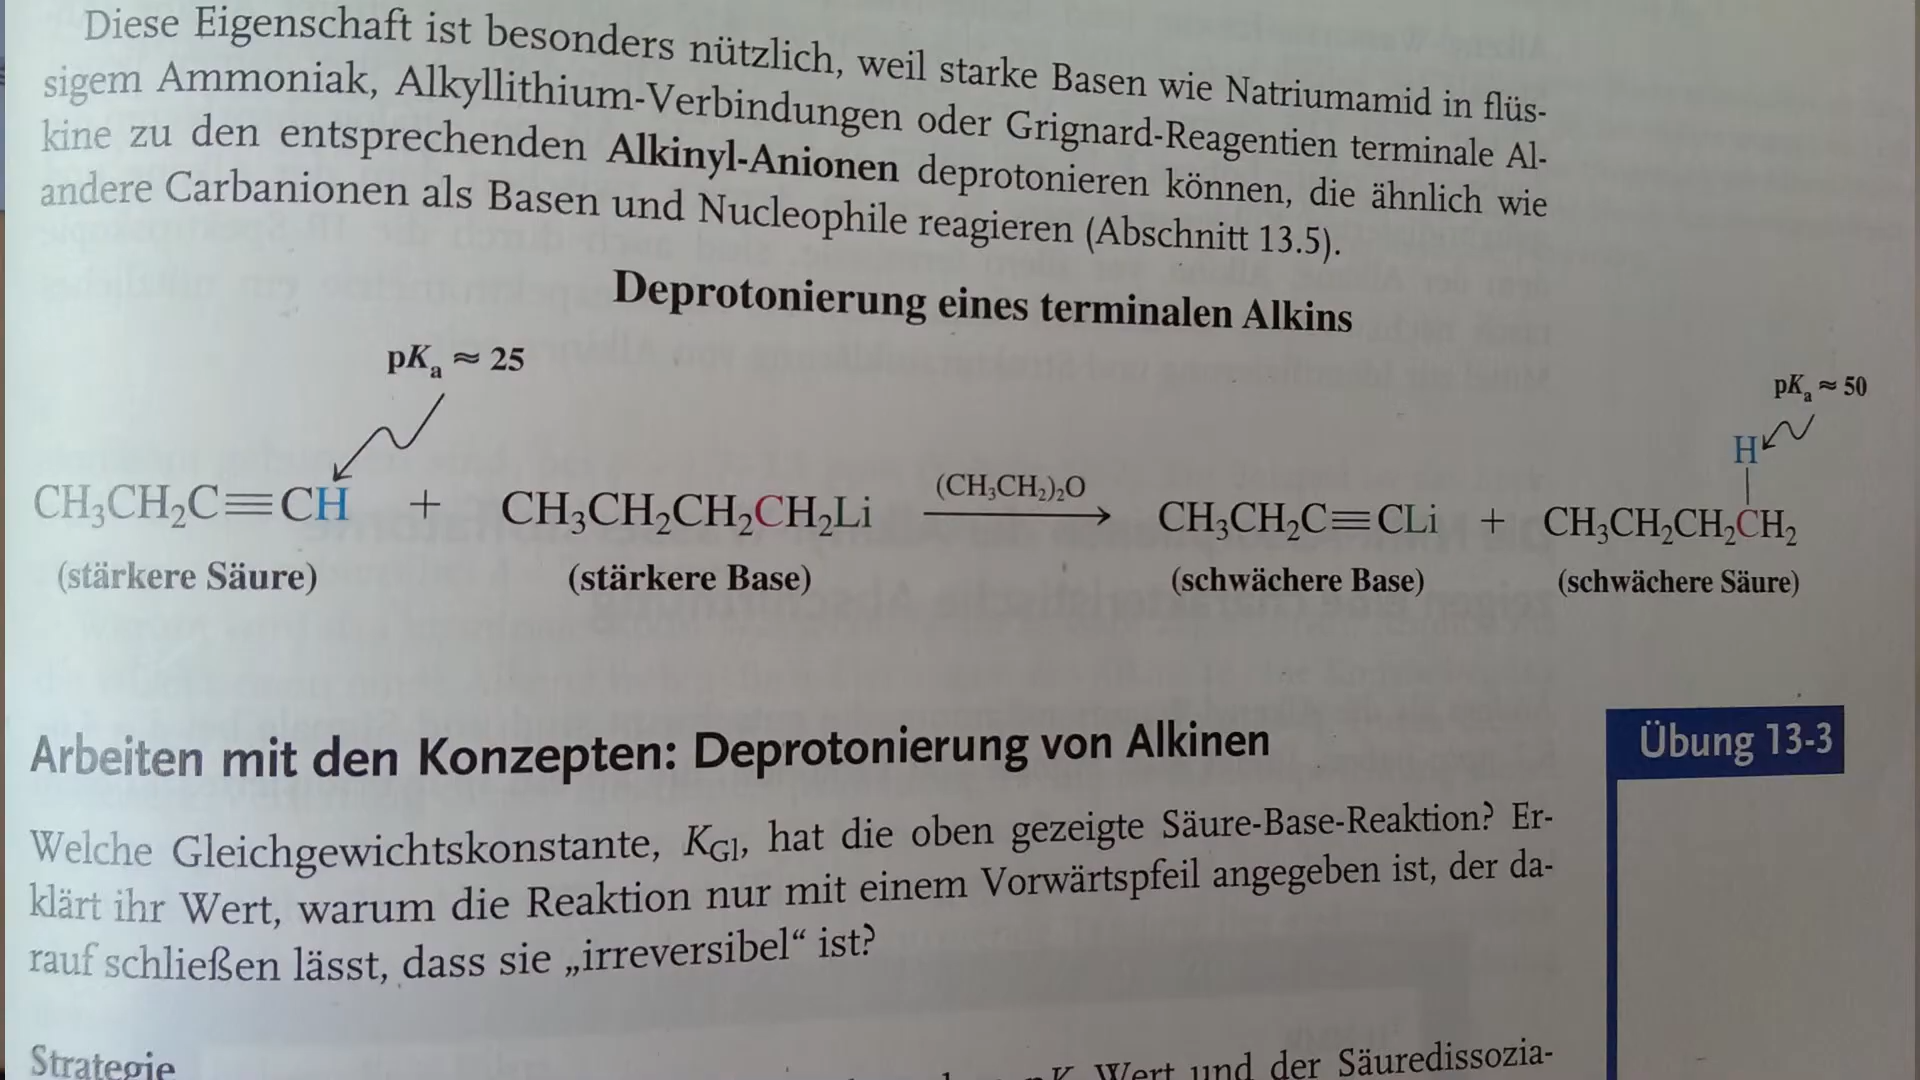 Diese Eigenschaft ist besonders nützlich, weil starke Basen wie Natriumamid in flüs-
sigem Ammoniak, Alkyllithium-Verbindungen oder Grignard-Reagentien terminale Al-
kine zu den entsprechenden Alkinyl-Anionen deprotonieren können, die ähnlich wie
andere Carbanionen als Basen und Nucleophile reagieren (Abschnitt 13.5).
Deprotonierung eines terminalen Alkins
pKₐ ≈ 25
pKₐ ≈ 50
H
CH₃CH₂C≡CH + CH₃CH₂CH₂CH₂Li (CH₃CH₂)₂O → CH₃CH₂C≡CLi + CH₃CH₂CH₂CH₂
(stärkere Säure) (stärkere Base) (schwächere Base) (schwächere Säure)
Arbeiten mit den Konzepten: Deprotonierung von Alkinen
Übung 13-3
Welche Gleichgewichtskonstante, KGl, hat die oben gezeigte Säure-Base-Reaktion? Er-
klärt ihr Wert, warum die Reaktion nur mit einem Vorwärtspfeil angegeben ist, der da-
rauf schließen lässt, dass sie „irreversibel“ ist?
Strategie
Wert und der Säuredissozia-